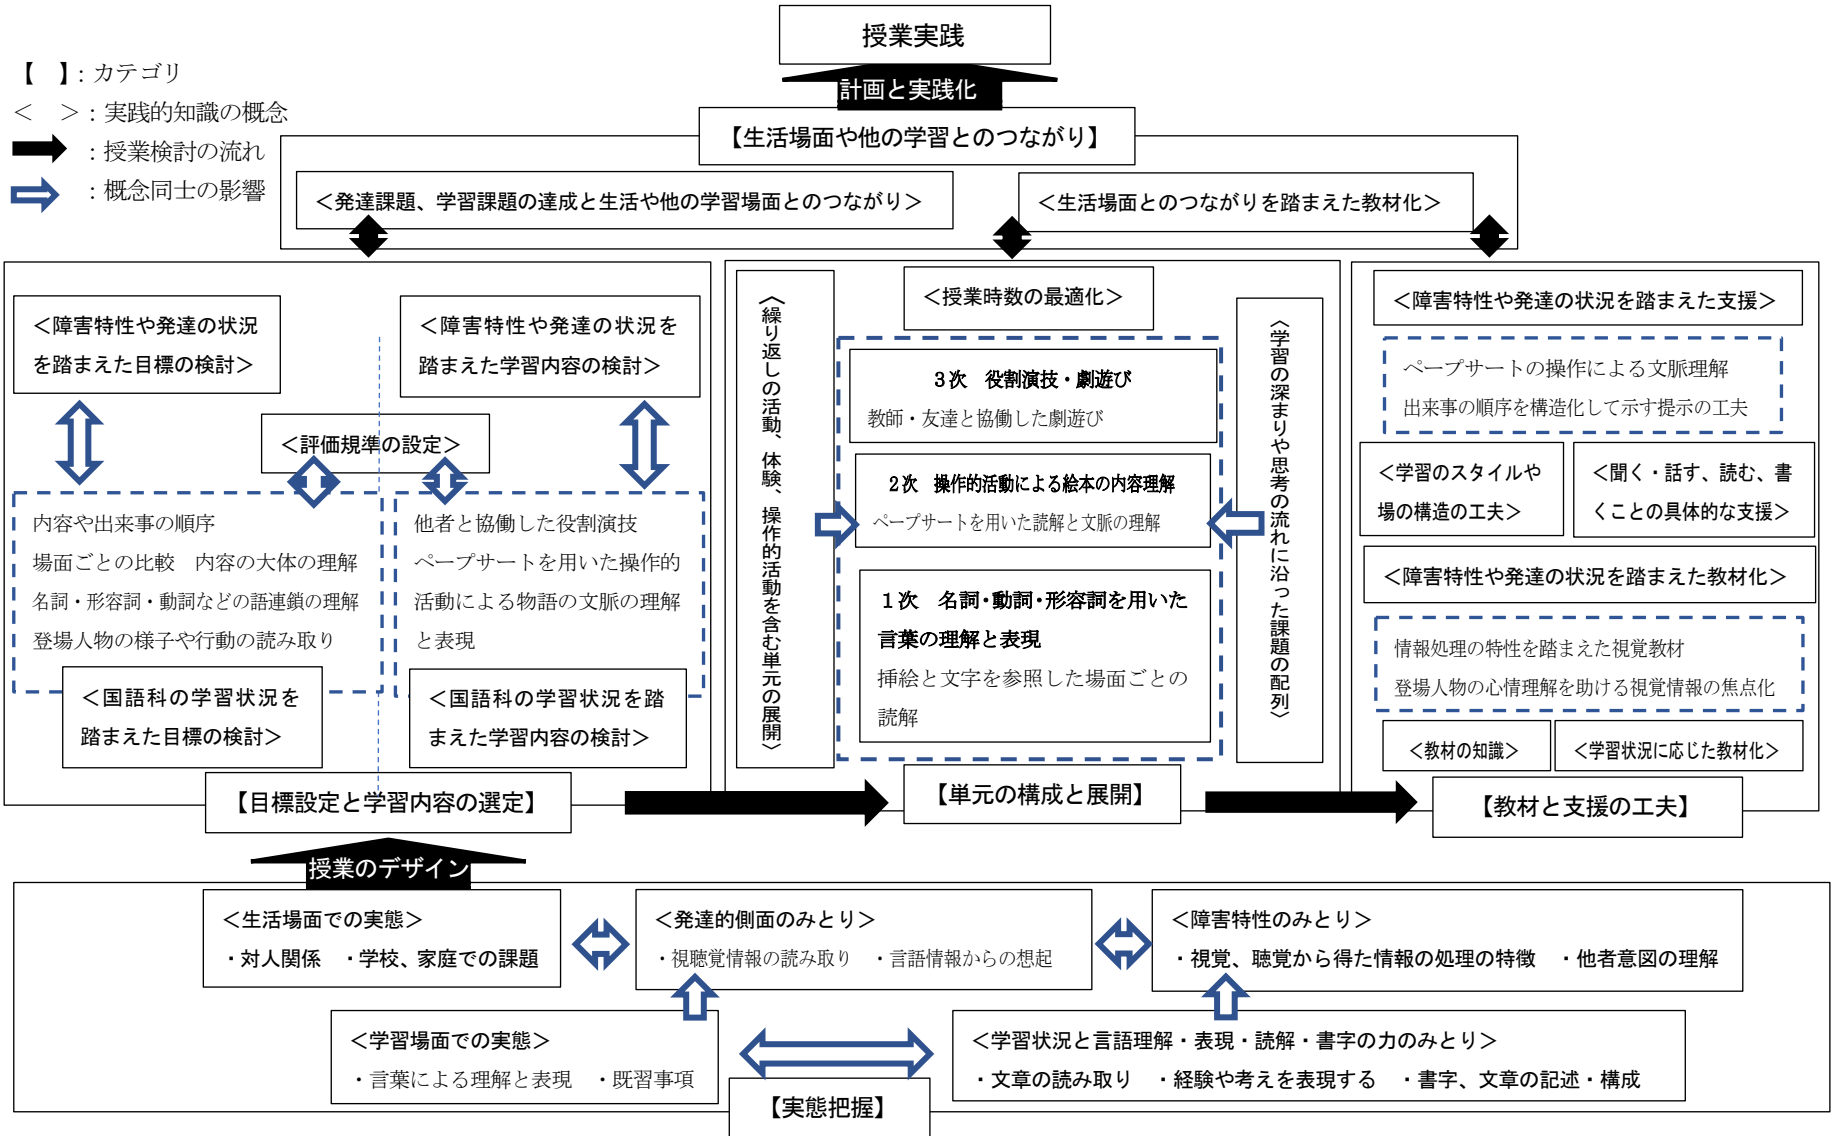 授業実践
計画と実践化
【　】：カテゴリ
＜　＞：実践的知識の概念
：授業検討の流れ
：概念同士の影響
【生活場面や他の学習とのつながり】
＜発達課題、学習課題の達成と生活や他の学習場面とのつながり＞
＜生活場面とのつながりを踏まえた教材化＞
＜障害特性や発達の状況
を踏まえた目標の検討＞
＜障害特性や発達の状況を
踏まえた学習内容の検討＞
＜評価規準の設定＞
内容や出来事の順序
場面ごとの比較　内容の大体の理解
名詞・形容詞・動詞などの語連鎖の理解
登場人物の様子や行動の読み取り
他者と協働した役割演技
ペープサートを用いた操作的
活動による物語の文脈の理解
と表現
＜国語科の学習状況を
踏まえた目標の検討＞
＜国語科の学習状況を踏
まえた学習内容の検討＞
【目標設定と学習内容の選定】
＜繰り返しの活動、体験、操作的活動を含む単元の展開＞
＜授業時数の最適化＞
３次　役割演技・劇遊び
教師・友達と協働した劇遊び
２次　操作的活動による絵本の内容理解
ペープサートを用いた読解と文脈の理解
１次　名詞・動詞・形容詞を用いた
言葉の理解と表現
挿絵と文字を参照した場面ごとの
読解
＜学習の深まりや思考の流れに沿った課題の配列＞
【単元の構成と展開】
＜障害特性や発達の状況を踏まえた支援＞
ペープサートの操作による文脈理解
出来事の順序を構造化して示す提示の工夫
＜学習のスタイルや
場の構造の工夫＞
＜聞く・話す、読む、書
くことの具体的な支援＞
＜障害特性や発達の状況を踏まえた教材化＞
情報処理の特性を踏まえた視覚教材
登場人物の心情理解を助ける視覚情報の焦点化
＜教材の知識＞
＜学習状況に応じた教材化＞
【教材と支援の工夫】
授業のデザイン
＜生活場面での実態＞
・対人関係　・学校、家庭での課題
＜発達的側面のみとり＞
・視聴覚情報の読み取り　・言語情報からの想起
＜障害特性のみとり＞
・視覚、聴覚から得た情報の処理の特徴　・他者意図の理解
＜学習場面での実態＞
・言葉による理解と表現　・既習事項
＜学習状況と言語理解・表現・読解・書字の力のみとり＞
・文章の読み取り　・経験や考えを表現する　・書字、文章の記述・構成
【実態把握】